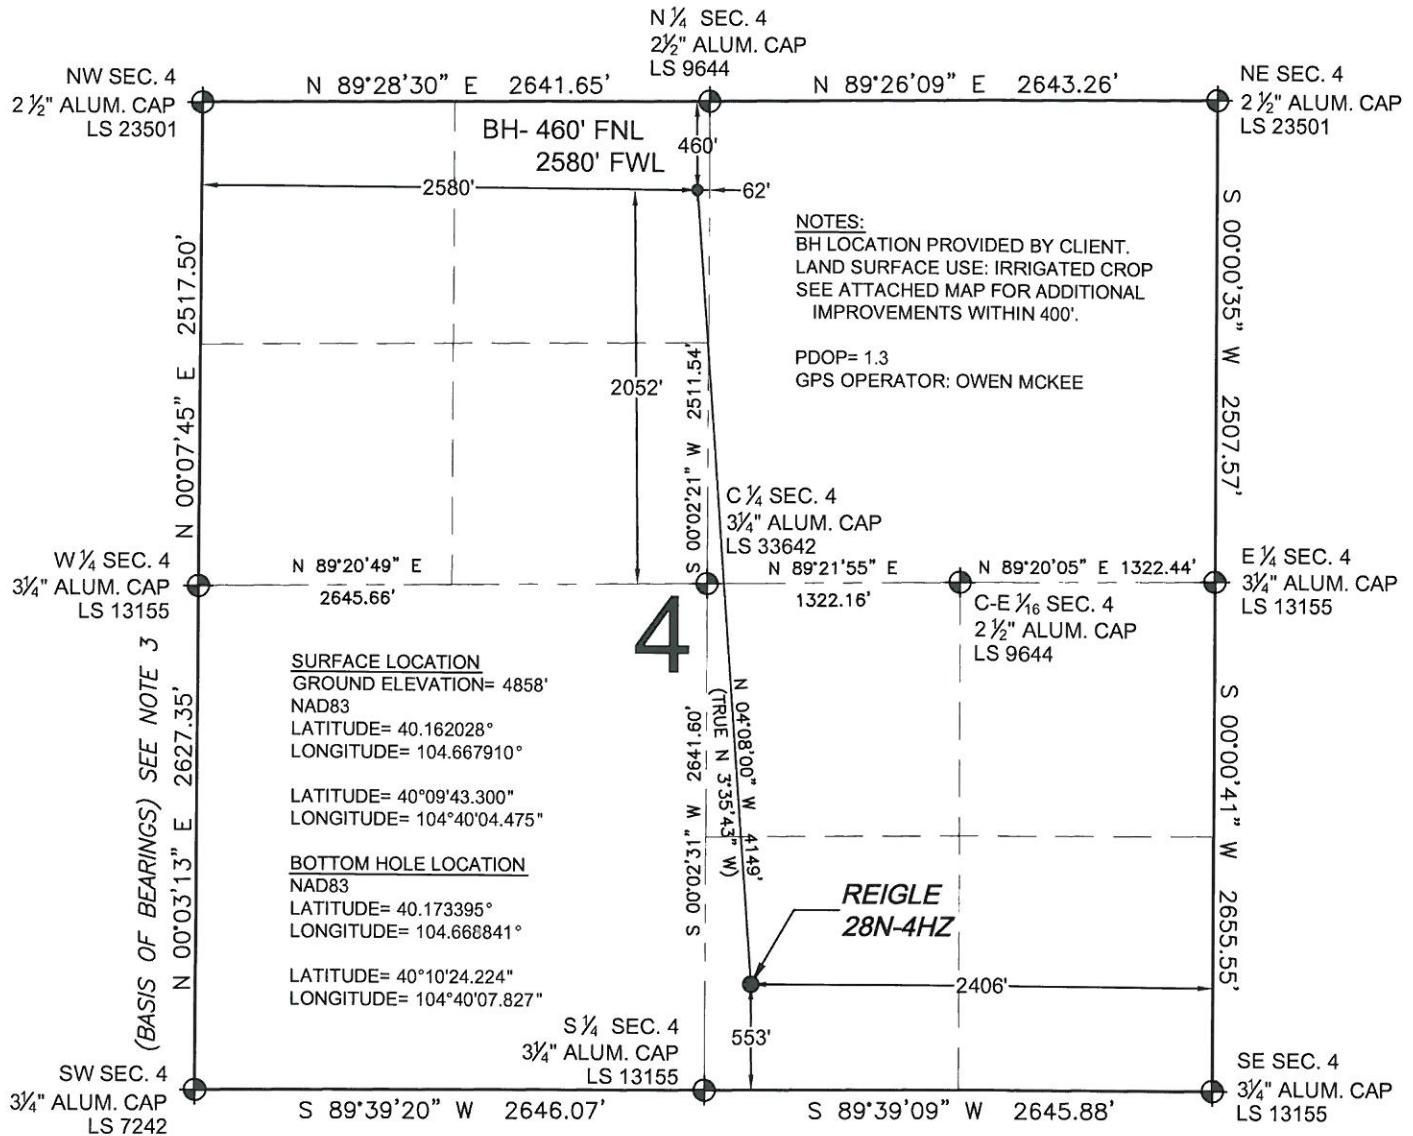 N 1/4 SEC. 4
2½" ALUM. CAP
LS 9644
NW SEC. 4
2 ½" ALUM. CAP
LS 23501
N 89°28'30" E 2641.65'
N 89°26'09" E 2643.26'
NE SEC. 4
2 ½" ALUM. CAP
LS 23501
BH- 460' FNL
2580' FWL
460'
2580'
62'
NOTES:
BH LOCATION PROVIDED BY CLIENT.
LAND SURFACE USE: IRRIGATED CROP
SEE ATTACHED MAP FOR ADDITIONAL
IMPROVEMENTS WITHIN 400'.
PDOP= 1.3
GPS OPERATOR: OWEN MCKEE
N 00°07'45" E 2517.50'
2052'
S 00°02'21" W 2511.54'
S 00°00'35" W 2507.57'
C ¼ SEC. 4
3¼" ALUM. CAP
LS 33642
W ¼ SEC. 4
3¼" ALUM. CAP
LS 13155
N 89°20'49" E
2645.66'
N 89°21'55" E
1322.16'
N 89°20'05" E 1322.44'
E ¼ SEC. 4
3¼" ALUM. CAP
LS 13155
C-E 1/16 SEC. 4
2 ½" ALUM. CAP
LS 9644
4
(BASIS OF BEARINGS) SEE NOTE 3
N 00°03'13" E 2627.35'
SURFACE LOCATION
GROUND ELEVATION= 4858'
NAD83
LATITUDE= 40.162028°
LONGITUDE= 104.667910°
LATITUDE= 40°09'43.300"
LONGITUDE= 104°40'04.475"
BOTTOM HOLE LOCATION
NAD83
LATITUDE= 40.173395°
LONGITUDE= 104.668841°
LATITUDE= 40°10'24.224"
LONGITUDE= 104°40'07.827"
S 00°02'31" W 2641.60'
N 04°08'00" W 4149'
(TRUE N 3°35'43" W)
S 00°00'41" W 2655.55'
REIGLE
28N-4HZ
2406'
553'
S ¼ SEC. 4
3¼" ALUM. CAP
LS 13155
SW SEC. 4
3¼" ALUM. CAP
LS 7242
S 89°39'20" W 2646.07'
S 89°39'09" W 2645.88'
SE SEC. 4
3¼" ALUM. CAP
LS 13155